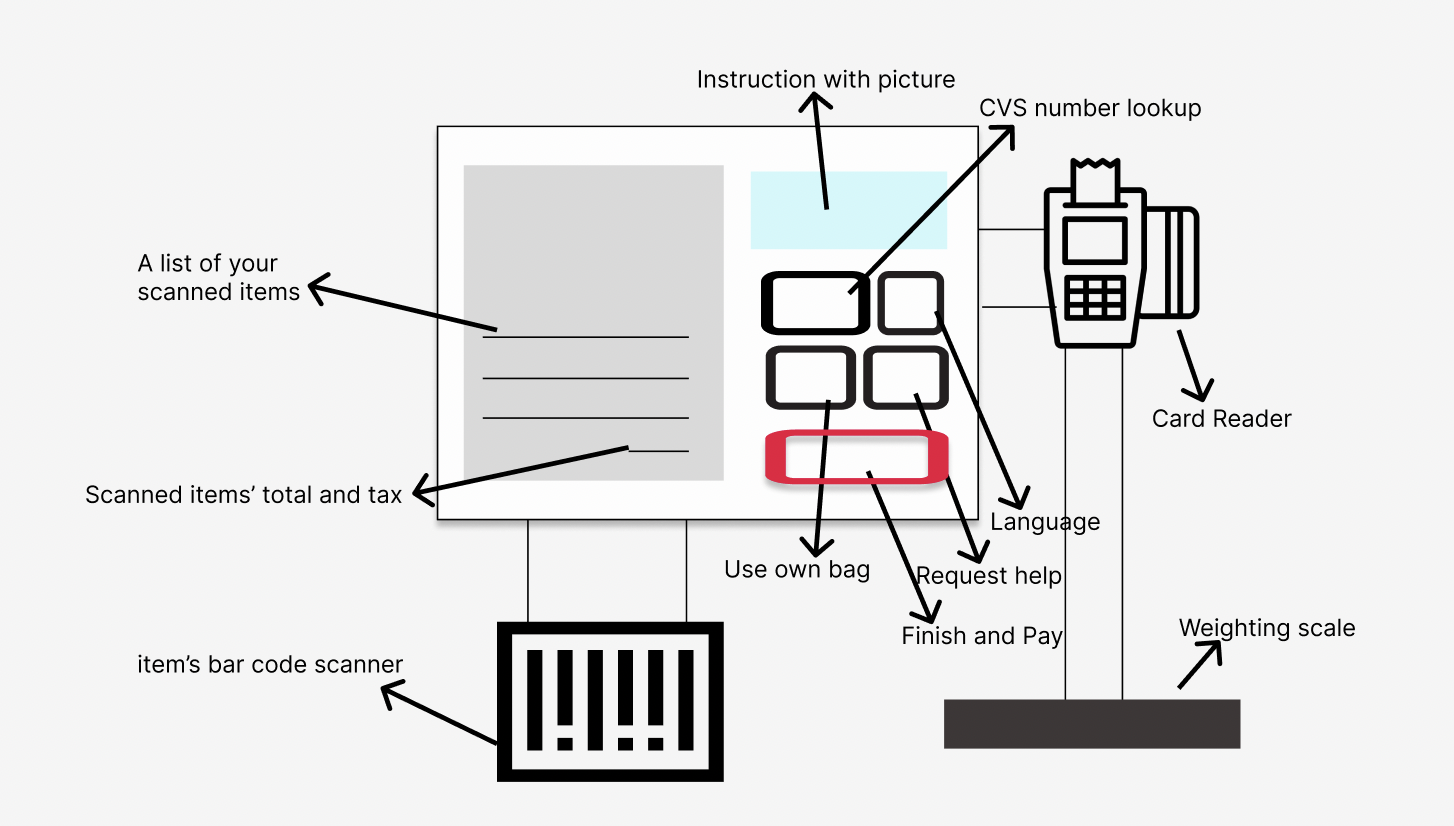 Instruction with picture
CVS number lookup
A list of your
scanned items
Card Reader
Scanned items’ total and tax
Language
Use own bag
Request help
Finish and Pay
Weighting scale
item’s bar code scanner